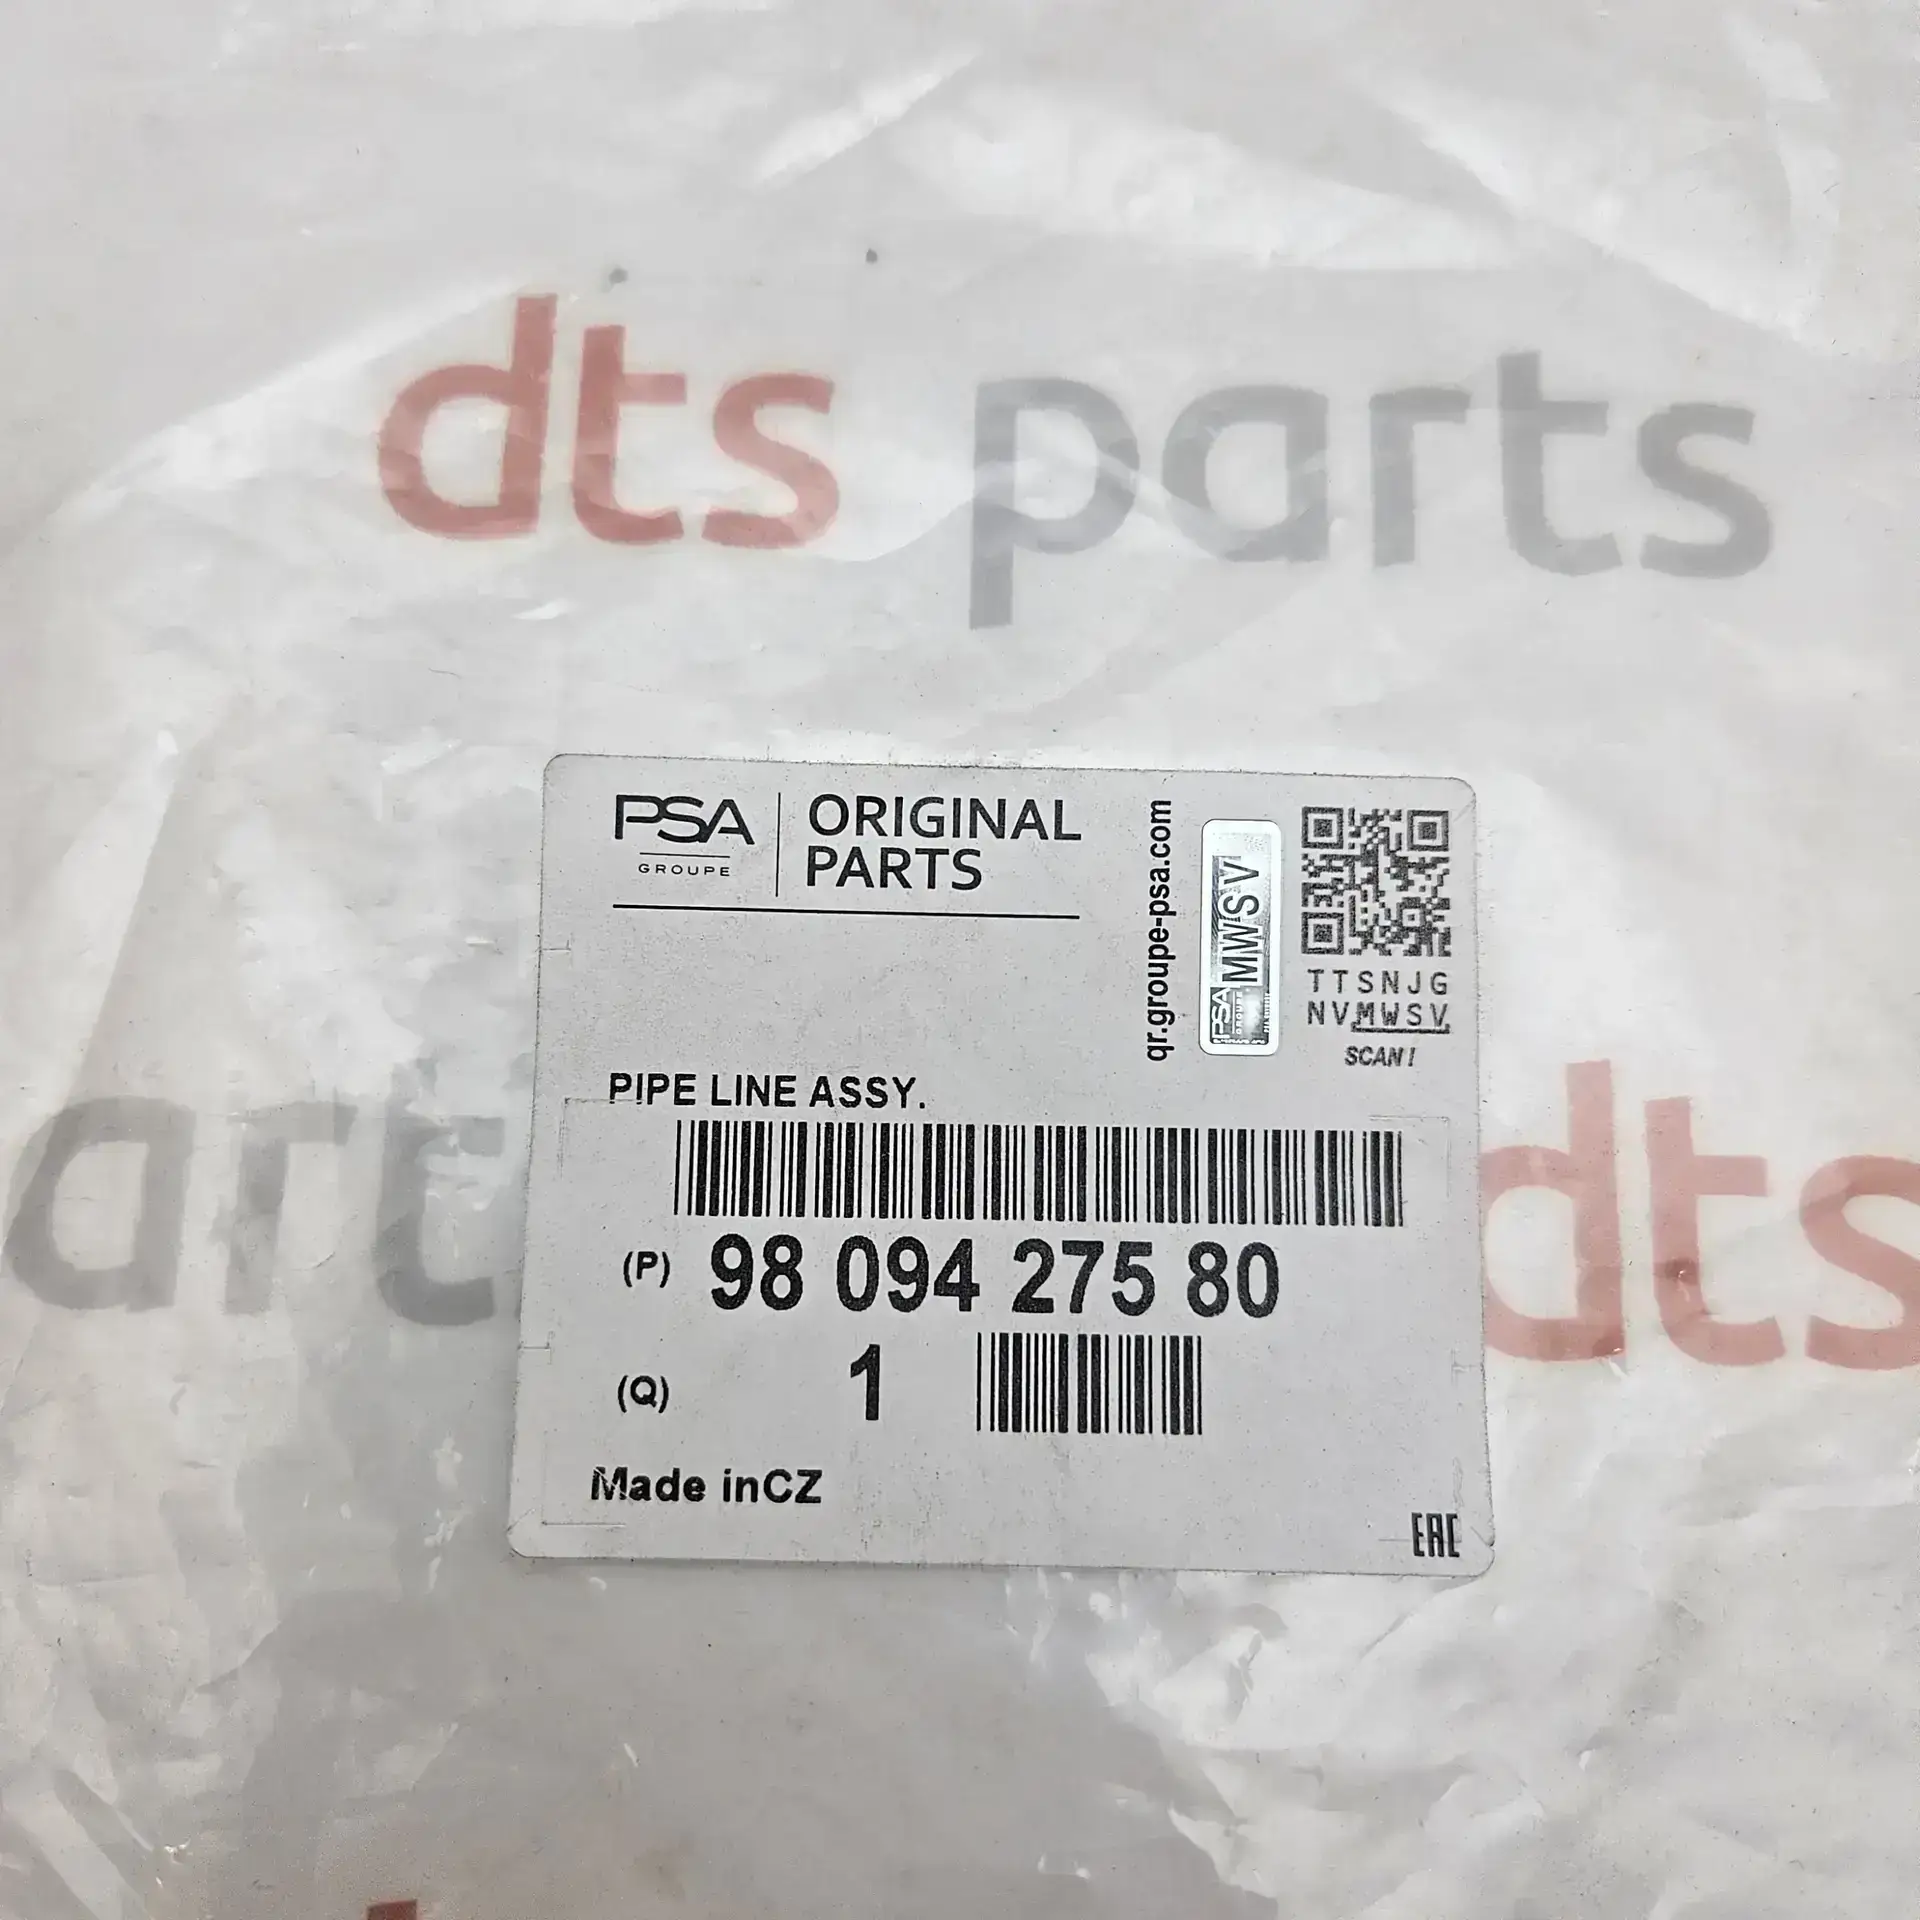 dts parts
PSA
GROUPE
ORIGINAL
PARTS
qr.groupe-psa.com
PSA
GROUPE
MWSV
TTSNJG
NVMWSV
SCAN!
PIPE LINE ASSY.
(P) 98 094 275 80
(Q) 1
Made inCZ
EAC
dts